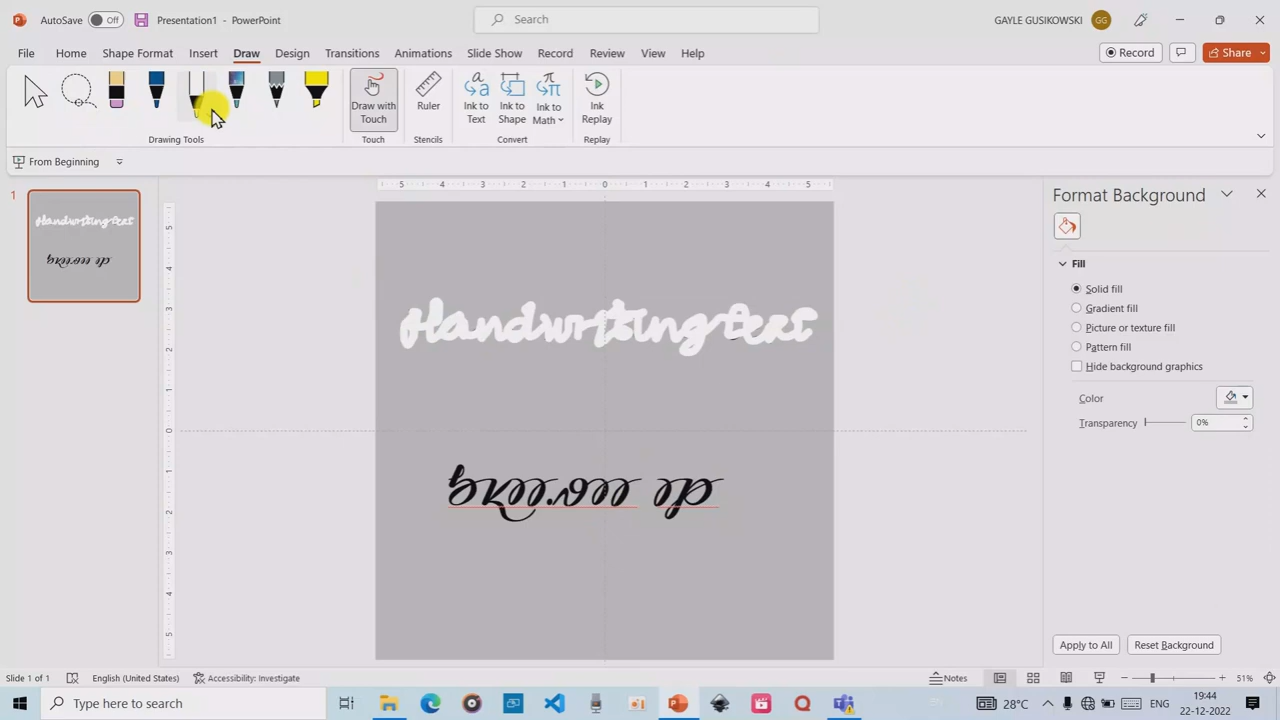 AutoSave Off Presentation1 - PowerPoint Search GAYLE GUSIKOWSKI GG
File Home Shape Format Insert Draw Design Transitions Animations Slide Show Record Review View Help Record Share
Draw with Touch Ruler Ink to Text Ink to Shape Ink to Math Ink Replay
Drawing Tools Touch Stencils Convert Replay
From Beginning
1
Format Background
Fill
Solid fill
Gradient fill
Picture or texture fill
Pattern fill
Hide background graphics
Color
Transparency 0%
Handwriting text
Apply to All Reset Background
Slide 1 of 1 English (United States) Accessibility: Investigate Notes 51%
Type here to search 28°C ENG 19:44
22-12-2022